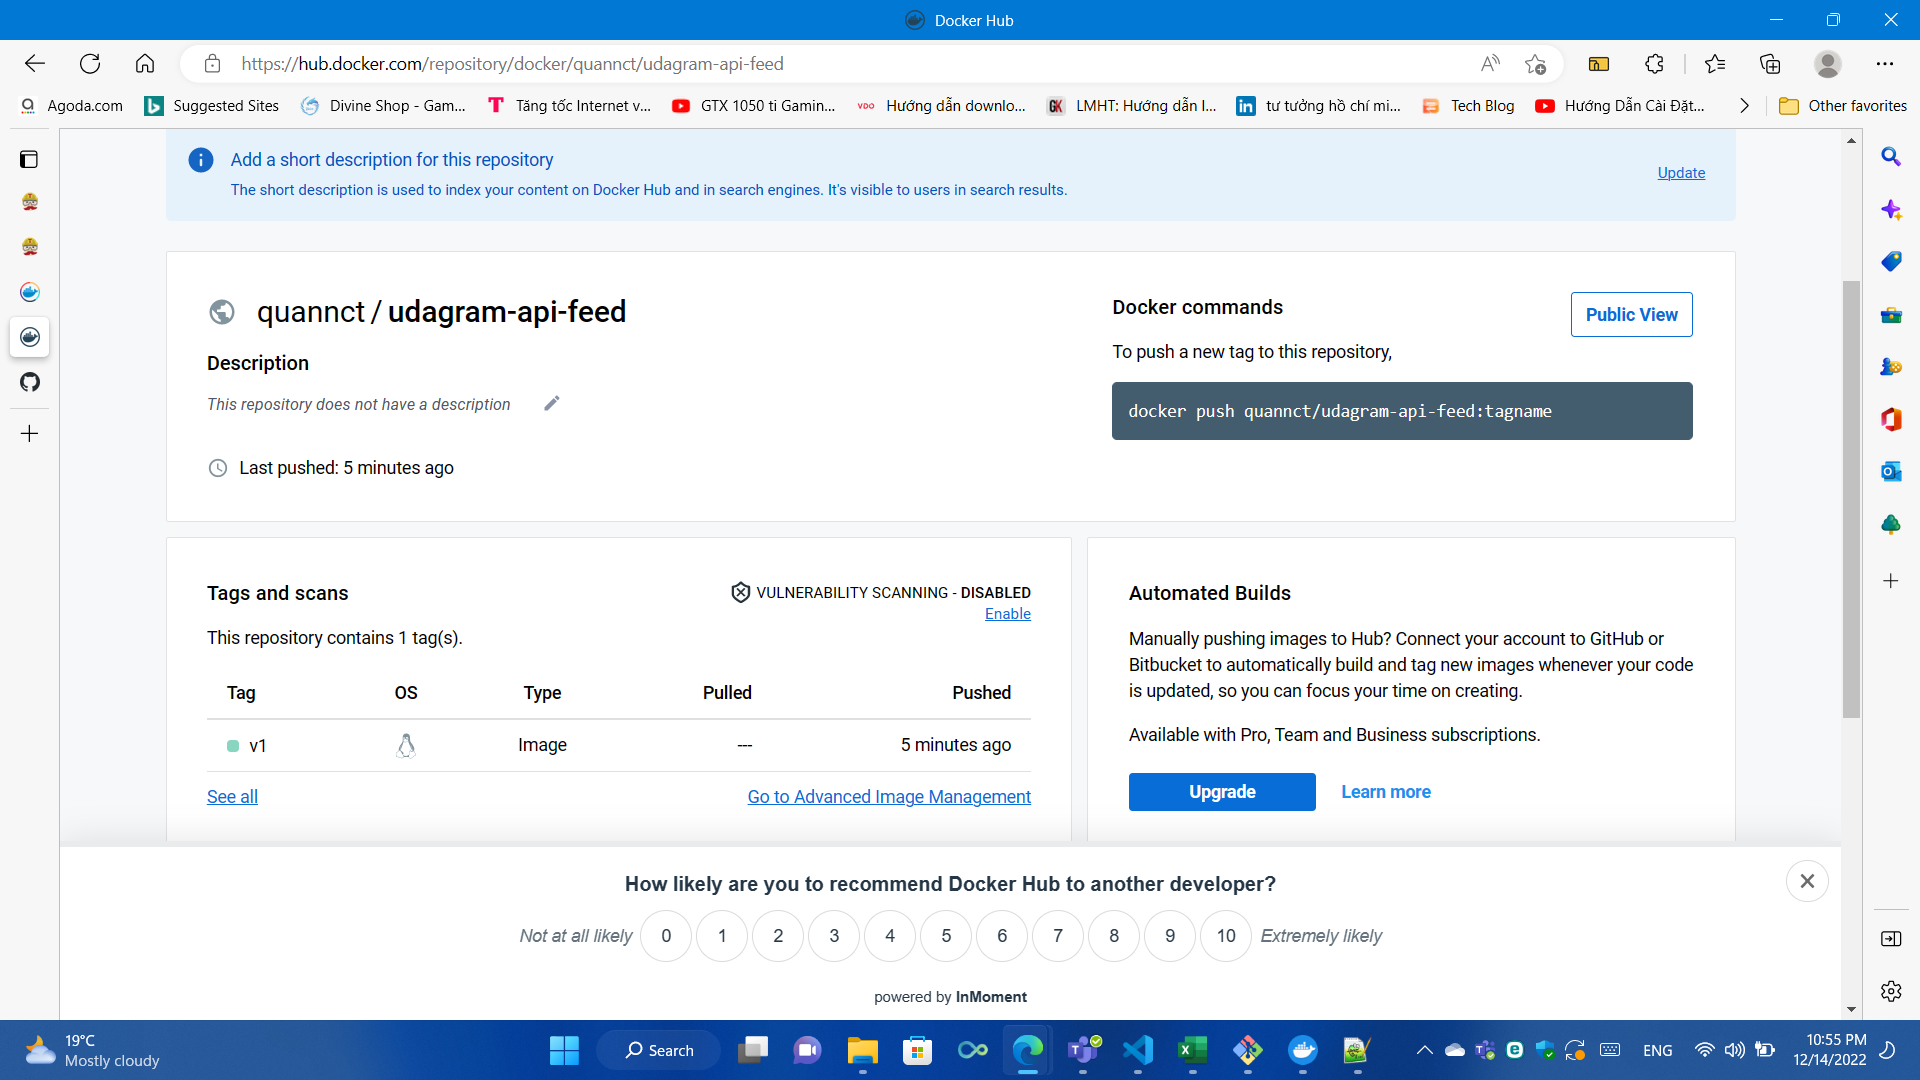 Docker Hub
https://hub.docker.com/repository/docker/quannct/udagram-api-feed
Agoda.com
Suggested Sites
Divine Shop - Gam...
Tăng tốc Internet v...
GTX 1050 ti Gamin...
VDO
Hướng dẫn downlo...
GK
LMHT: Hướng dẫn l...
tư tưởng hồ chí mi...
Tech Blog
Hướng Dẫn Cài Đặt...
Other favorites
Add a short description for this repository
The short description is used to index your content on Docker Hub and in search engines. It's visible to users in search results.
Update
quannct / udagram-api-feed
Description
This repository does not have a description
Last pushed: 5 minutes ago
Docker commands
Public View
To push a new tag to this repository,
docker push quannct/udagram-api-feed:tagname
Tags and scans
VULNERABILITY SCANNING - DISABLED
Enable
This repository contains 1 tag(s).
Tag OS Type Pulled Pushed
v1 Image --- 5 minutes ago
See all
Go to Advanced Image Management
Automated Builds
Manually pushing images to Hub? Connect your account to GitHub or
Bitbucket to automatically build and tag new images whenever your code
is updated, so you can focus your time on creating.
Available with Pro, Team and Business subscriptions.
Upgrade
Learn more
How likely are you to recommend Docker Hub to another developer?
Not at all likely 0 1 2 3 4 5 6 7 8 9 10 Extremely likely
powered by InMoment
19°C
Mostly cloudy
Search
ENG
10:55 PM
12/14/2022